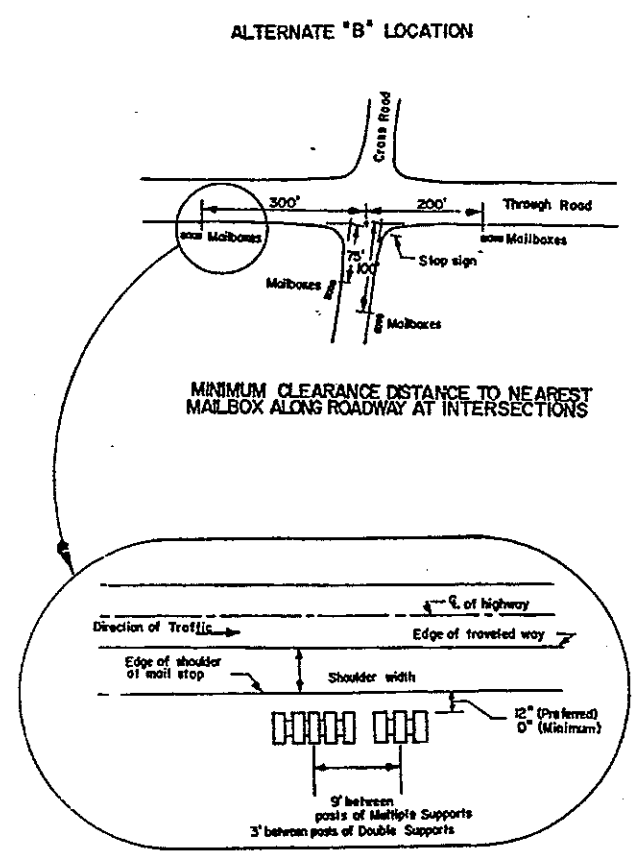 ALTERNATE "B" LOCATION
Cross Road
300'
200'
Through Road
Mailboxes
Mailboxes
75'
100'
Stop sign
Mailboxes
Mailboxes
MINIMUM CLEARANCE DISTANCE TO NEAREST
MAILBOX ALONG ROADWAY AT INTERSECTIONS
℄ of highway
Direction of Traffic
Edge of traveled way
Edge of shoulder
at mail stop
Shoulder width
12" (Preferred)
0" (Minimum)
9' between
posts of Multiple Supports
3' between posts of Double Supports